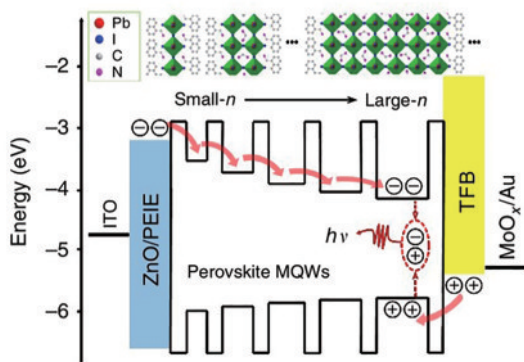 Pb
I
C
N
•••
•••
Small-n
Large-n
Energy (eV)
–2
–3
–4
–5
–6
ITO
ZnO/PEIE
Perovskite MQWs
hν
TFB
MoOx/Au